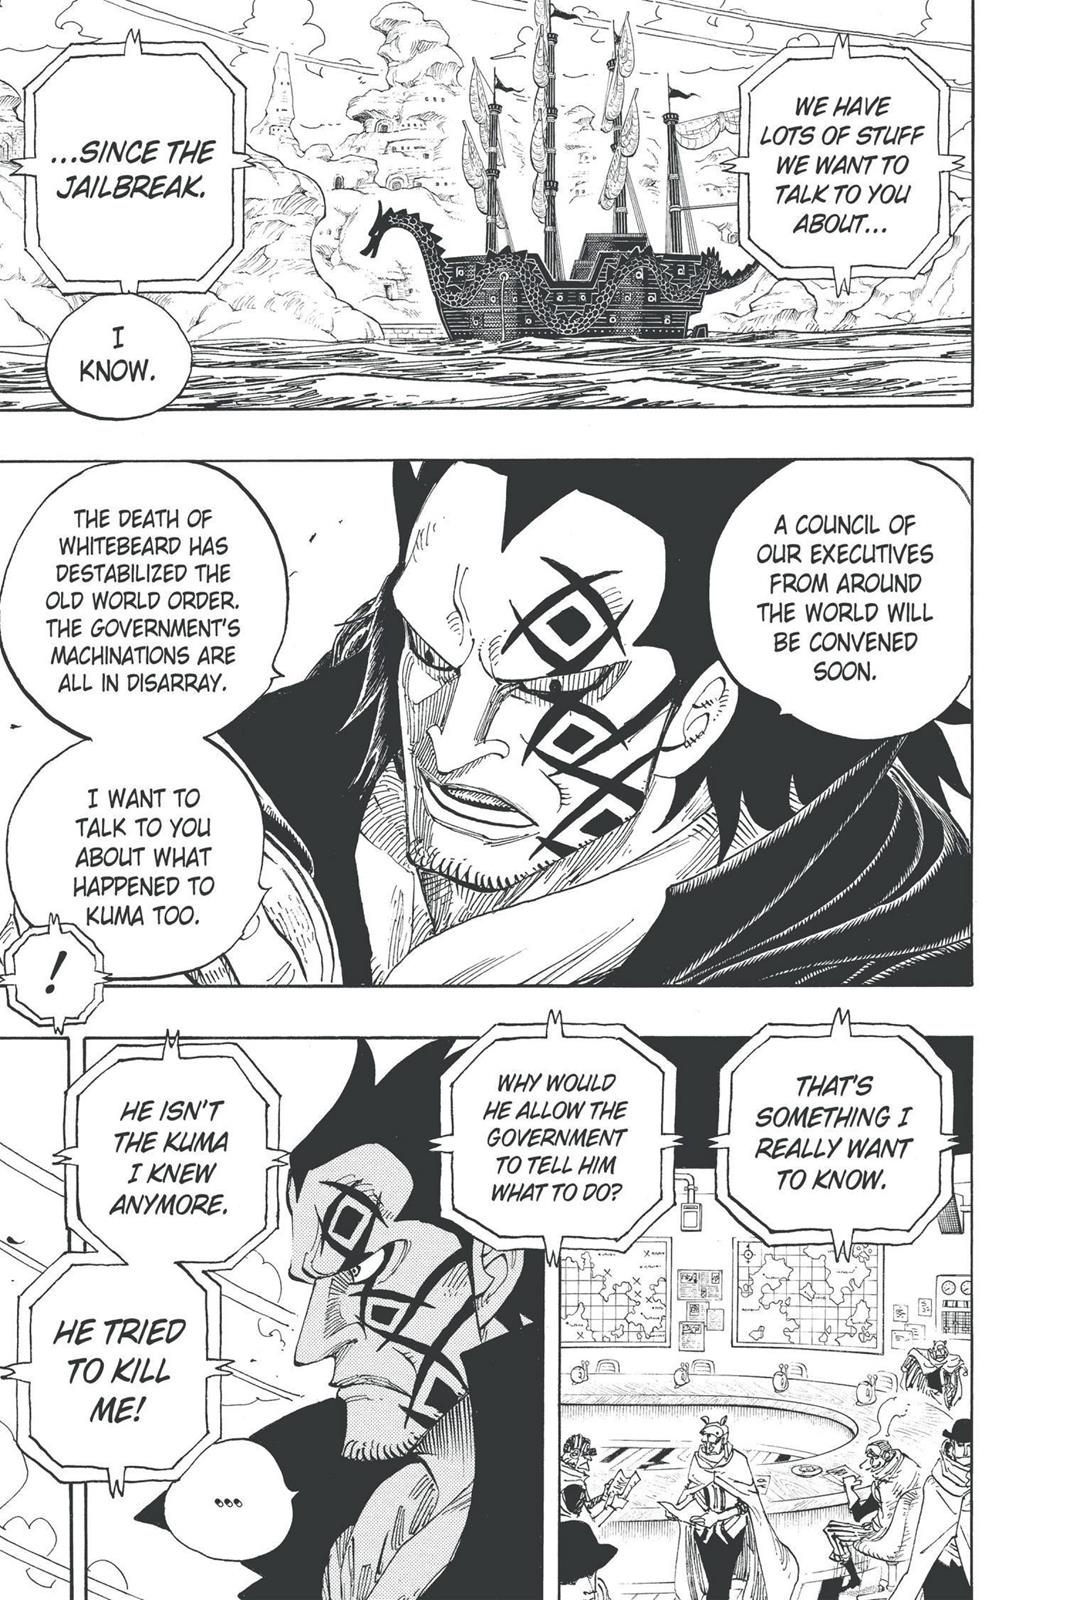 WE HAVE
LOTS OF STUFF
WE WANT TO
TALK TO YOU
ABOUT...
...SINCE THE
JAILBREAK.
I
KNOW.
A COUNCIL OF
OUR EXECUTIVES
FROM AROUND
THE WORLD WILL
BE CONVENED
SOON.
THE DEATH OF
WHITEBEARD HAS
DESTABILIZED THE
OLD WORLD ORDER.
THE GOVERNMENT'S
MACHINATIONS ARE
ALL IN DISARRAY.
I WANT TO
TALK TO YOU
ABOUT WHAT
HAPPENED TO
KUMA TOO.
!
THAT'S
SOMETHING I
REALLY WANT
TO KNOW.
WHY WOULD
HE ALLOW THE
GOVERNMENT
TO TELL HIM
WHAT TO DO?
HE ISN'T
THE KUMA
I KNEW
ANYMORE.
HE TRIED
TO KILL
ME!
...